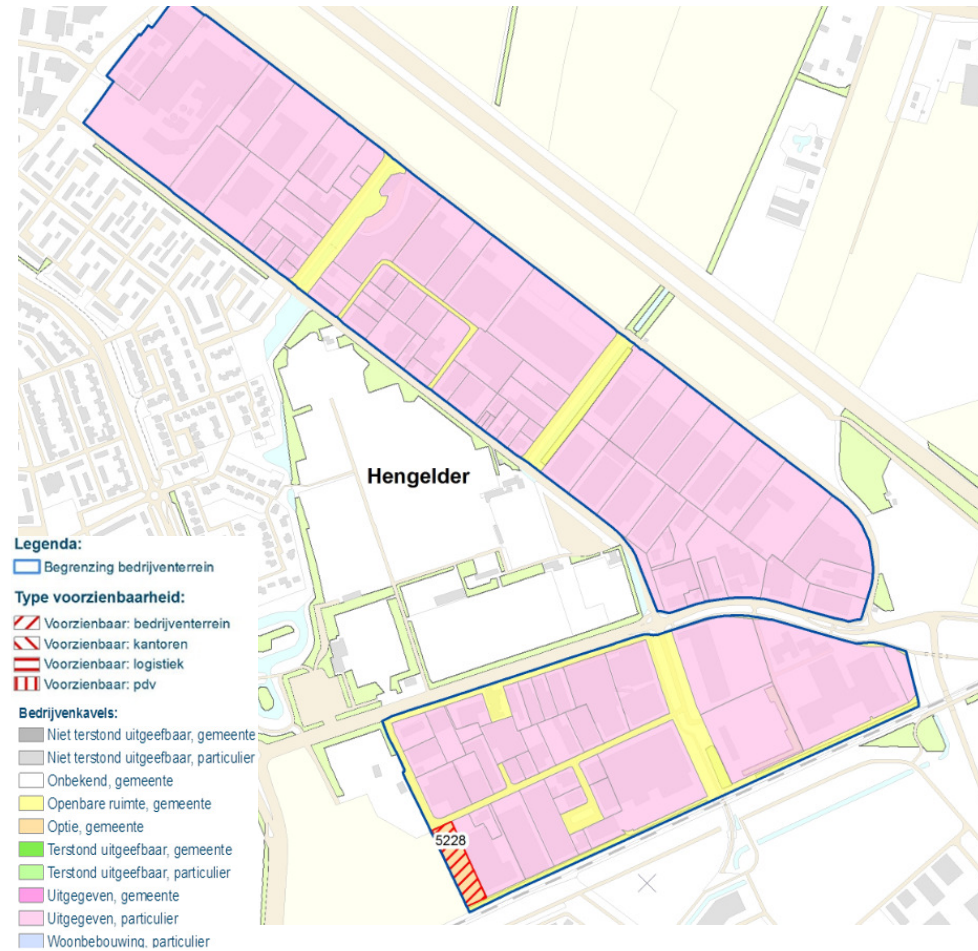 Hengelder
Legenda:
Begrenzing bedrijventerrein
Type voorzienbaarheid:
Voorzienbaar: bedrijventerrein
Voorzienbaar: kantoren
Voorzienbaar: logistiek
Voorzienbaar: pdv
Bedrijvenkavels:
Niet terstond uitgeefbaar, gemeente
Niet terstond uitgeefbaar, particulier
Onbekend, gemeente
Openbare ruimte, gemeente
Optie, gemeente
Terstond uitgeefbaar, gemeente
Terstond uitgeefbaar, particulier
Uitgegeven, gemeente
Uitgegeven, particulier
Woonbebouwing, particulier
5228